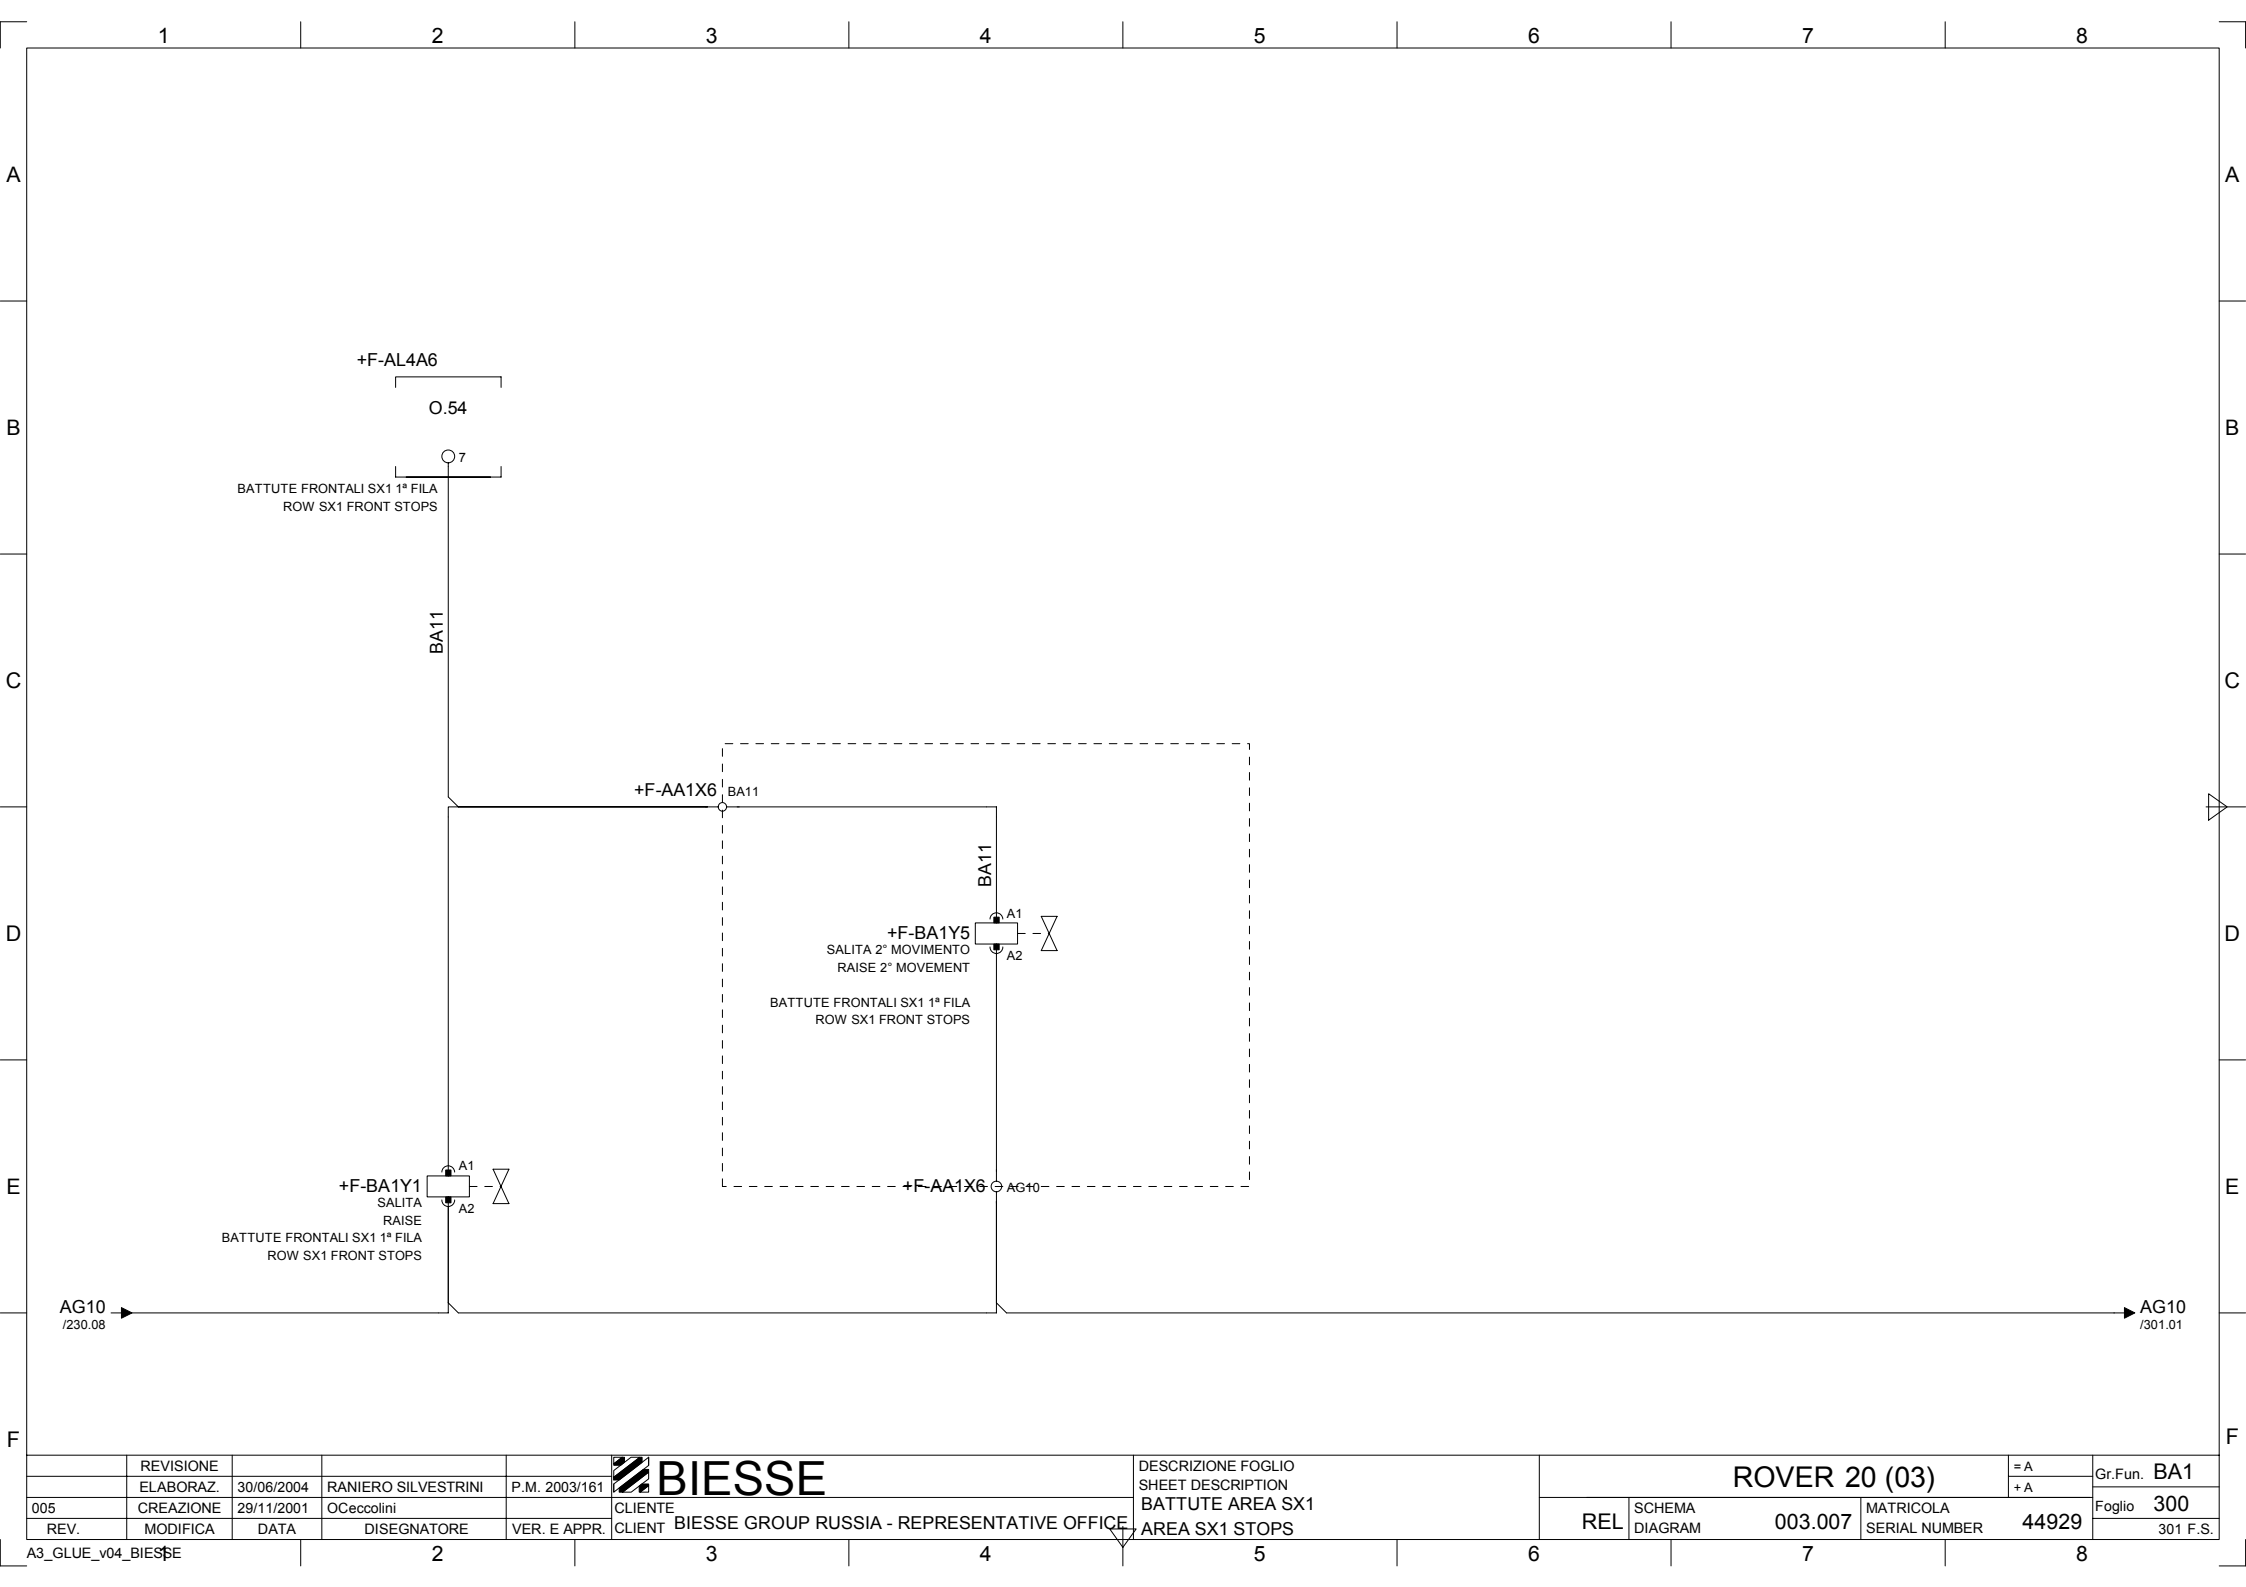 1 2 3 4 5 6 7 8
A A
+F-AL4A6
O.54
B B
7
BATTUTE FRONTALI SX1 1ª FILA
ROW SX1 FRONT STOPS
BA11
C C
+F-AA1X6 BA11
BA11
A1
D +F-BA1Y5 D
SALITA 2° MOVIMENTO
A2
RAISE 2° MOVEMENT
BATTUTE FRONTALI SX1 1ª FILA
ROW SX1 FRONT STOPS
A1
E +F-BA1Y1 +F-AA1X6 AG10 E
SALITA
A2
RAISE
BATTUTE FRONTALI SX1 1ª FILA
ROW SX1 FRONT STOPS
AG10 AG10
/230.08 /301.01
F F
REVISIONE
ELABORAZ. 30/06/2004 RANIERO SILVESTRINI P.M. 2003/161
005 CREAZIONE 29/11/2001 OCeccolini
REV. MODIFICA DATA DISEGNATORE VER. E APPR.
BIESSE
CLIENTE
CLIENT BIESSE GROUP RUSSIA - REPRESENTATIVE OFFICE
DESCRIZIONE FOGLIO
SHEET DESCRIPTION
BATTUTE AREA SX1
AREA SX1 STOPS
ROVER 20 (03)
= A
+ A
Gr.Fun. BA1
REL SCHEMA
DIAGRAM 003.007
MATRICOLA
SERIAL NUMBER 44929
Foglio 300
301 F.S.
A3_GLUE_v04_BIESSE
1 2 3 4 5 6 7 8